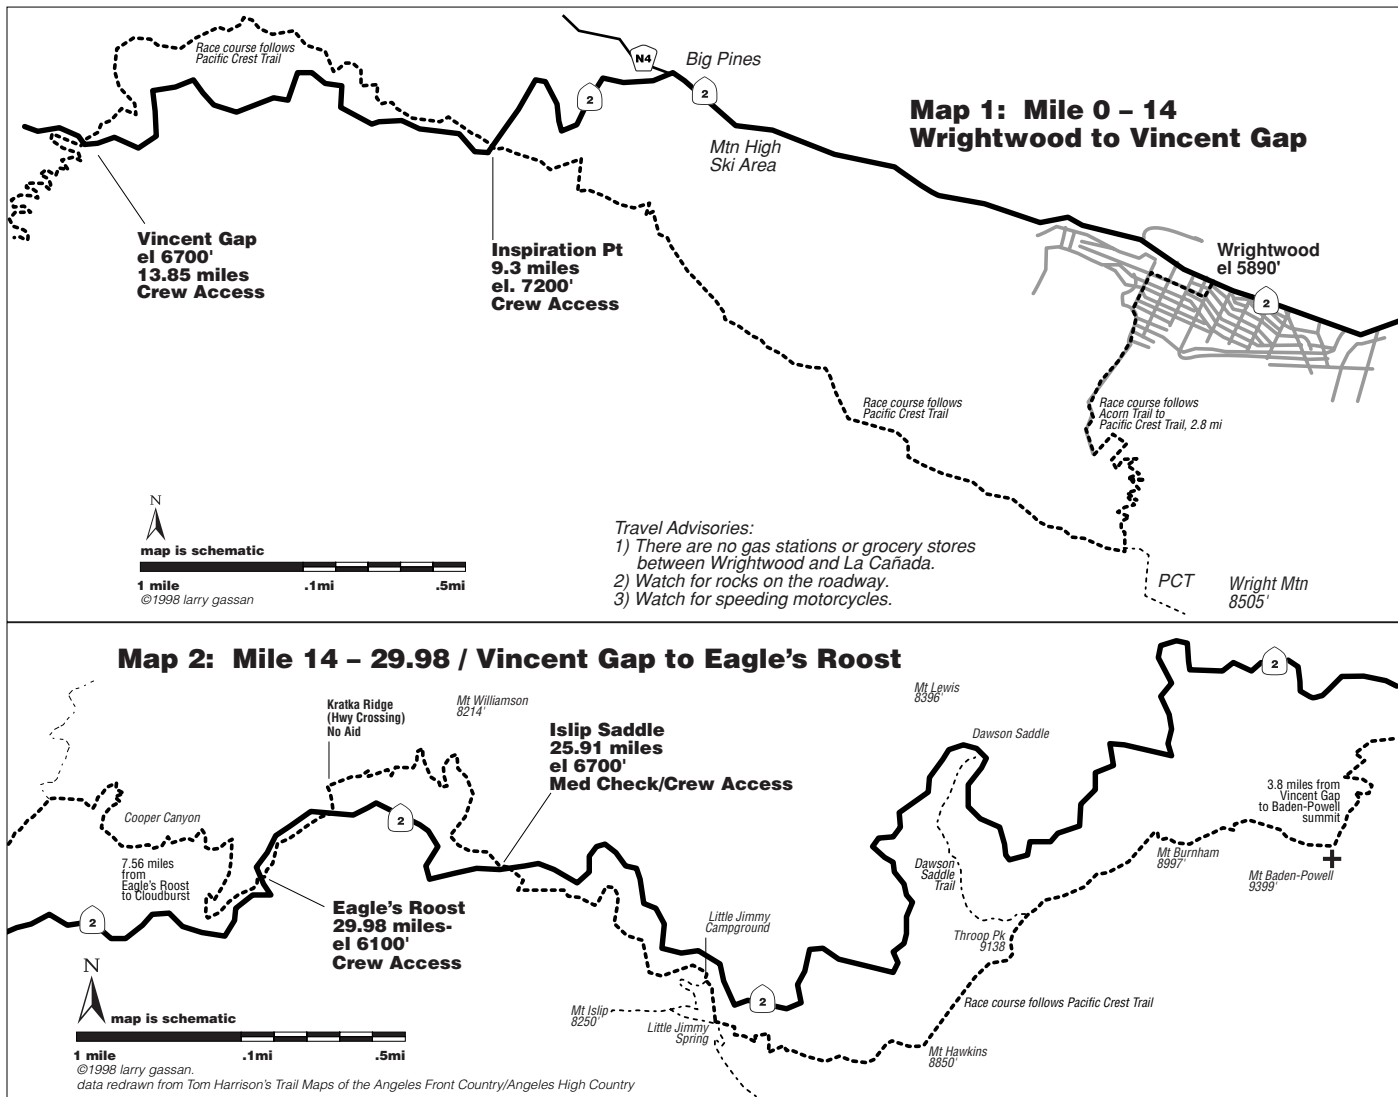 Race course follows
Pacific Crest Trail
N4
Big Pines
2
2
Mtn High
Ski Area
Map 1:  Mile 0 – 14
Wrightwood to Vincent Gap
Vincent Gap
el 6700'
13.85 miles
Crew Access
Inspiration Pt
9.3 miles
el. 7200'
Crew Access
Wrightwood
el 5890'
2
Race course follows
Pacific Crest Trail
Race course follows
Acorn Trail to
Pacific Crest Trail, 2.8 mi
N
map is schematic
1 mile
.1mi
.5mi
©1998 larry gassan
Travel Advisories:
1) There are no gas stations or grocery stores
between Wrightwood and La Cañada.
2) Watch for rocks on the roadway.
3) Watch for speeding motorcycles.
PCT
Wright Mtn
8505'
Map 2:  Mile 14 – 29.98 / Vincent Gap to Eagle's Roost
Kratka Ridge
(Hwy Crossing)
No Aid
Mt Williamson
8214'
Islip Saddle
25.91 miles
el 6700'
Med Check/Crew Access
Mt Lewis
8396'
Dawson Saddle
2
3.8 miles from
Vincent Gap
to Baden-Powell
summit
Cooper Canyon
2
7.56 miles
from
Eagle's Roost
to Cloudburst
Dawson
Saddle
Trail
Mt Burnham
8997'
Mt Baden-Powell
9399'
Eagle's Roost
29.98 miles-
el 6100'
Crew Access
2
Little Jimmy
Campground
Throop Pk
9138
2
Race course follows Pacific Crest Trail
Mt Islip
8250'
Little Jimmy
Spring
Mt Hawkins
8850'
N
map is schematic
1 mile
.1mi
.5mi
©1998 larry gassan.
data redrawn from Tom Harrison's Trail Maps of the Angeles Front Country/Angeles High Country